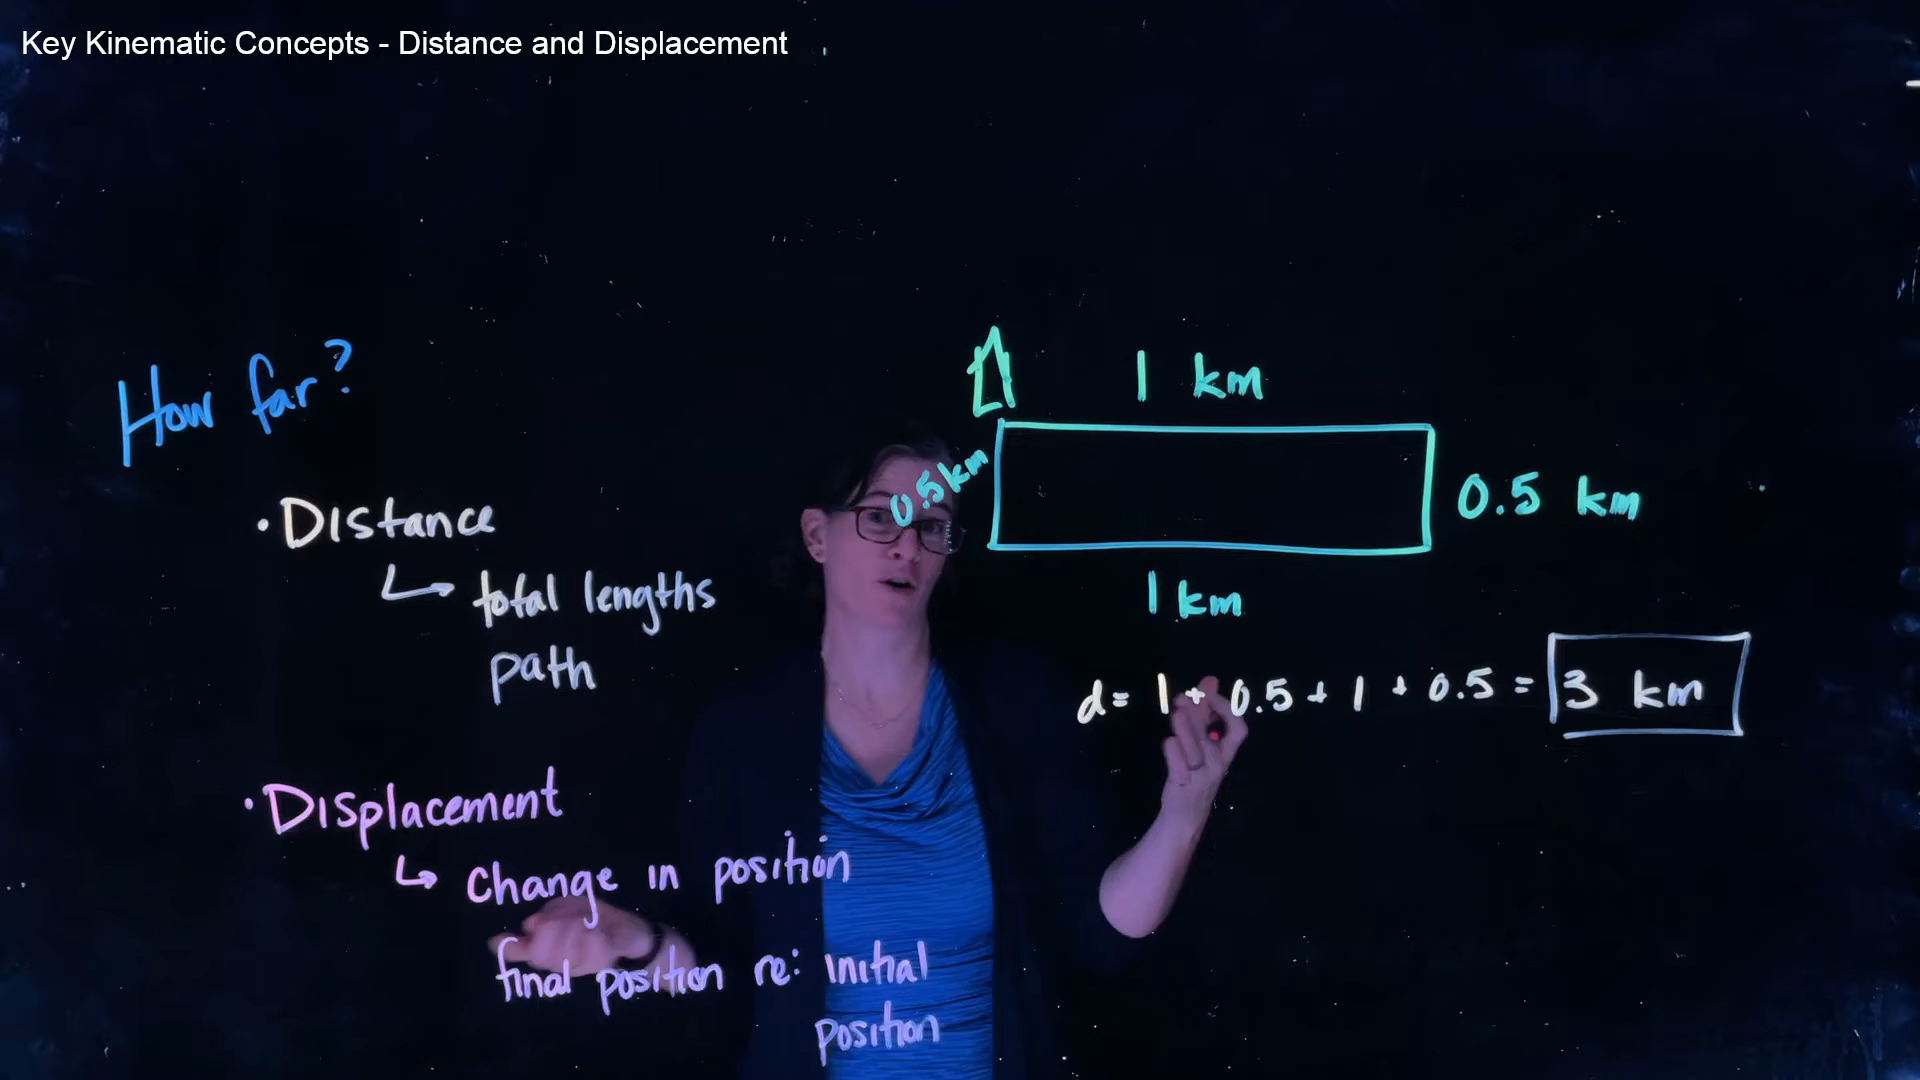 Key Kinematic Concepts - Distance and Displacement
How far?
• Distance
↳ total lengths
path
• Displacement
↳ change in position
final position re: initial
position
1 km
0.5 km
0.5 km
1 km
d = 1 + 0.5 + 1 + 0.5 = 3 km